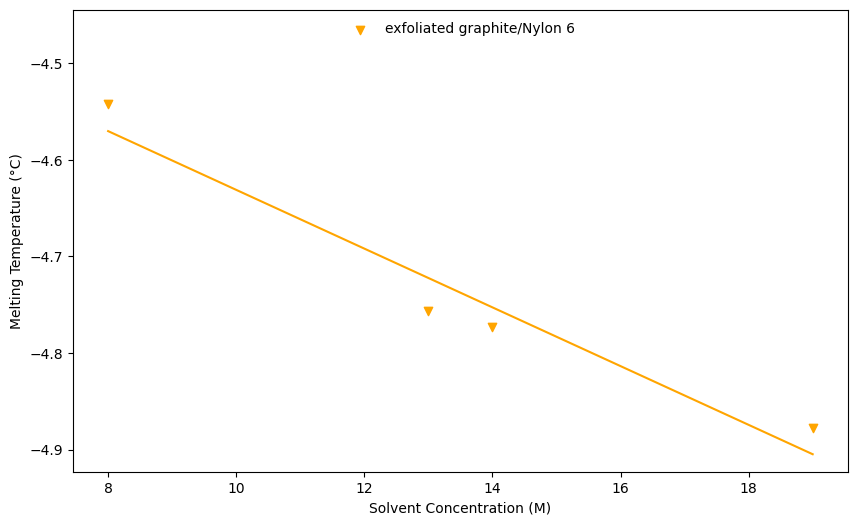 exfoliated graphite/Nylon 6
−4.5
−4.6
−4.7
−4.8
−4.9
Melting Temperature (°C)
8 10 12 14 16 18
Solvent Concentration (M)